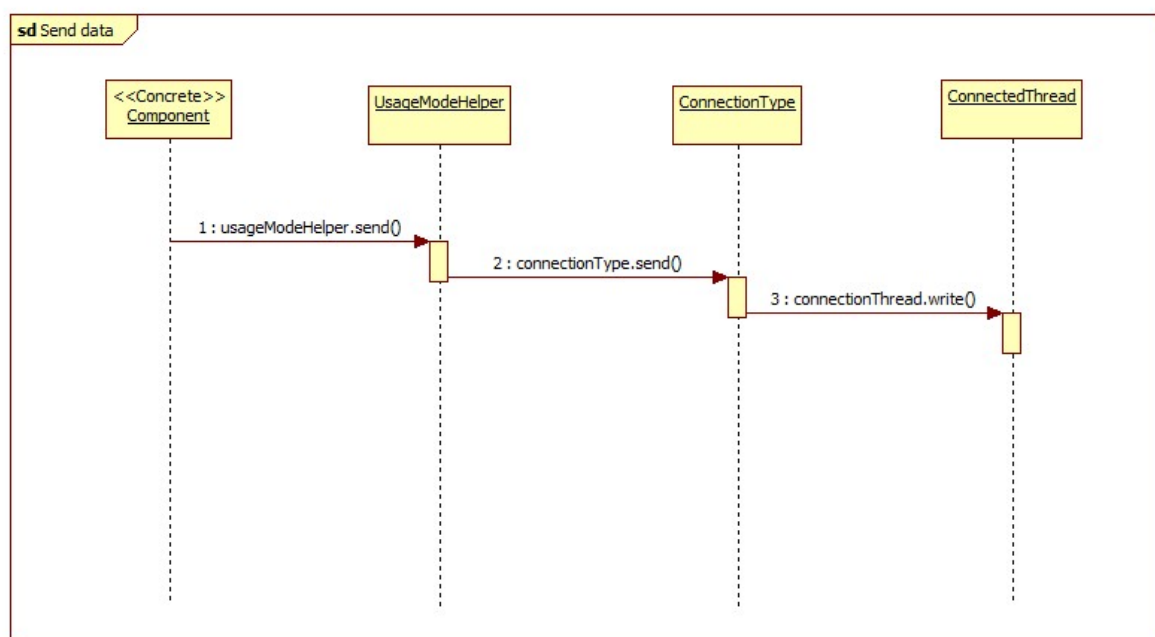 sd Send data
<<Concrete>>
Component
UsageModeHelper
ConnectionType
ConnectedThread
1 : usageModeHelper.send()
2 : connectionType.send()
3 : connectionThread.write()